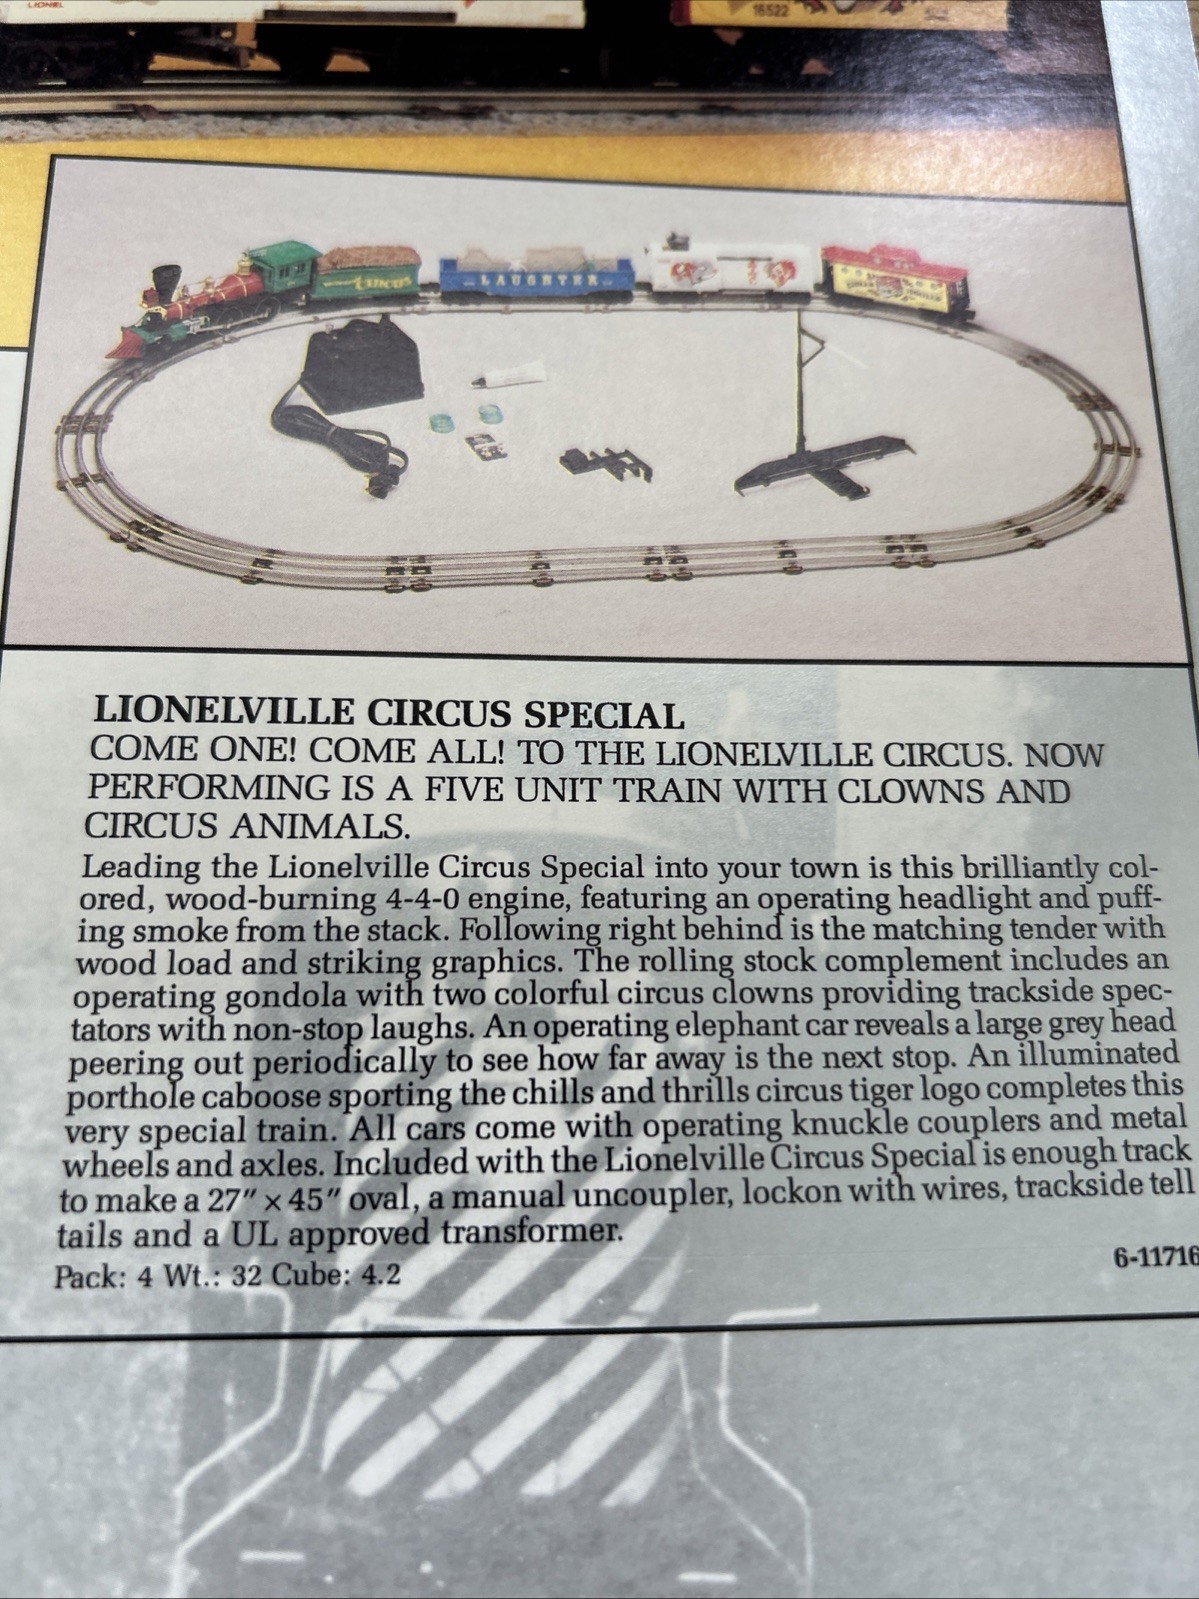 LIONEL
16522
CIRCUS
LAUGHTER
LIONELVILLE CIRCUS SPECIAL
COME ONE! COME ALL! TO THE LIONELVILLE CIRCUS. NOW
PERFORMING IS A FIVE UNIT TRAIN WITH CLOWNS AND
CIRCUS ANIMALS.
Leading the Lionelville Circus Special into your town is this brilliantly col-
ored, wood-burning 4-4-0 engine, featuring an operating headlight and puff-
ing smoke from the stack. Following right behind is the matching tender with
wood load and striking graphics. The rolling stock complement includes an
operating gondola with two colorful circus clowns providing trackside spec-
tators with non-stop laughs. An operating elephant car reveals a large grey head
peering out periodically to see how far away is the next stop. An illuminated
porthole caboose sporting the chills and thrills circus tiger logo completes this
very special train. All cars come with operating knuckle couplers and metal
wheels and axles. Included with the Lionelville Circus Special is enough track
to make a 27" × 45" oval, a manual uncoupler, lockon with wires, trackside tell
tails and a UL approved transformer.
Pack: 4 Wt.: 32 Cube: 4.2
6-11716